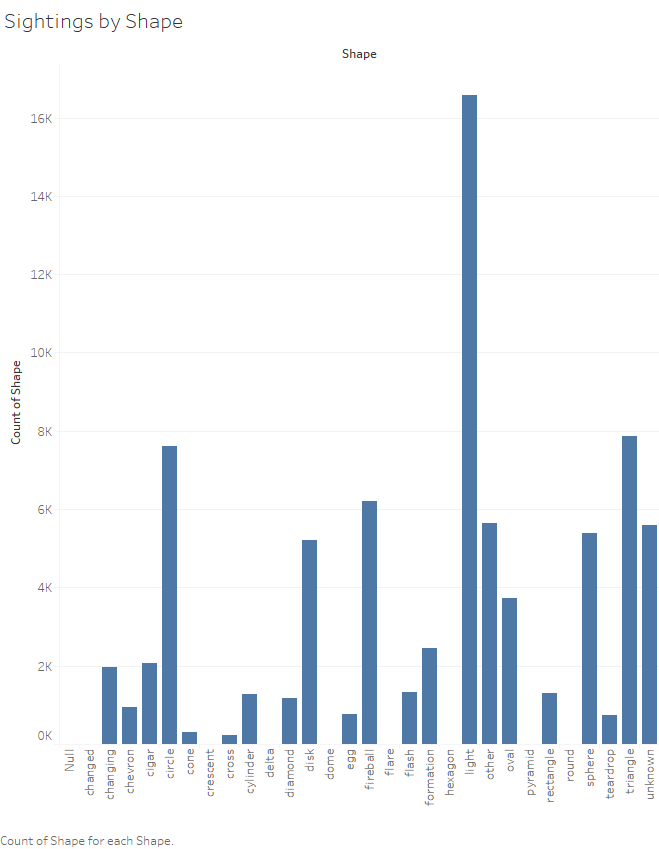 Sightings by Shape
Shape
16K
14K
12K
10K
8K
6K
4K
2K
0K
Count of Shape
Null
changed
changing
chevron
cigar
circle
cone
crescent
cross
cylinder
delta
diamond
disk
dome
egg
fireball
flare
flash
formation
hexagon
light
other
oval
pyramid
rectangle
round
sphere
teardrop
triangle
unknown
Count of Shape for each Shape.